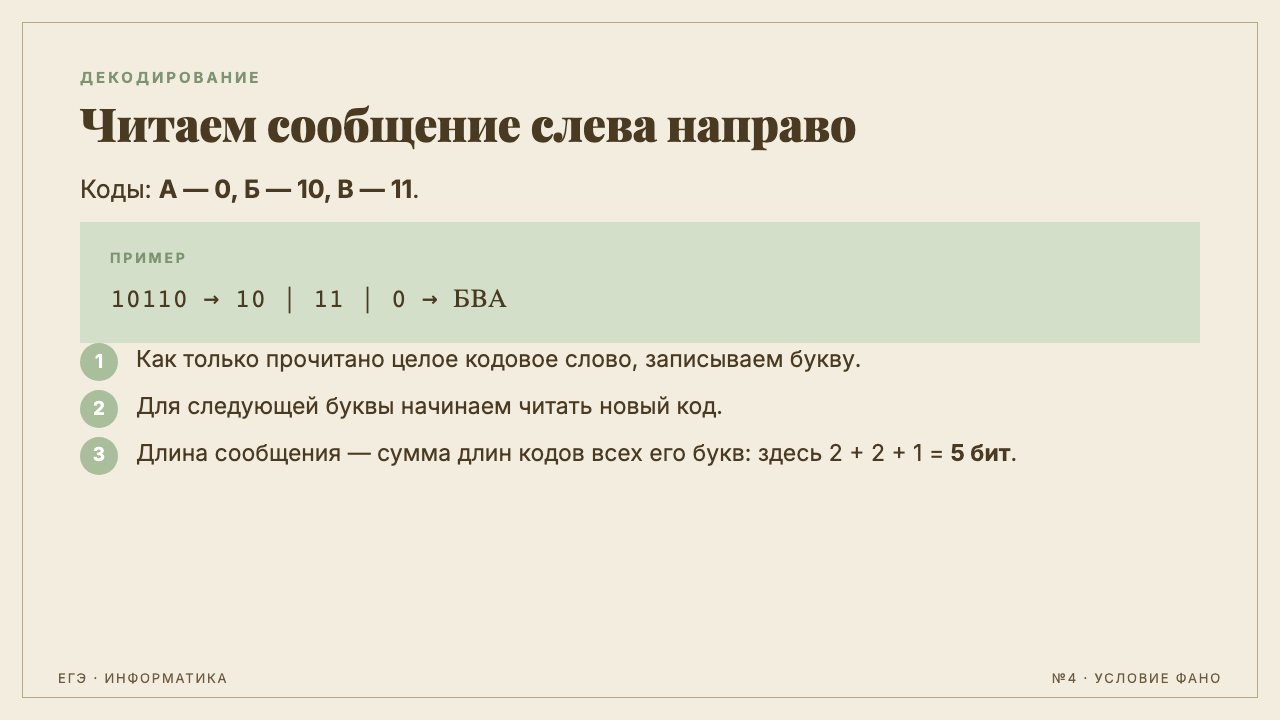 ДЕКОДИРОВАНИЕ
Читаем сообщение слева направо
Коды: А — 0, Б — 10, В — 11.
ПРИМЕР
10110 → 10 | 11 | 0 → БВА
1 Как только прочитано целое кодовое слово, записываем букву.
2 Для следующей буквы начинаем читать новый код.
3 Длина сообщения — сумма длин кодов всех его букв: здесь 2 + 2 + 1 = 5 бит.
ЕГЭ · ИНФОРМАТИКА
№4 · УСЛОВИЕ ФАНО